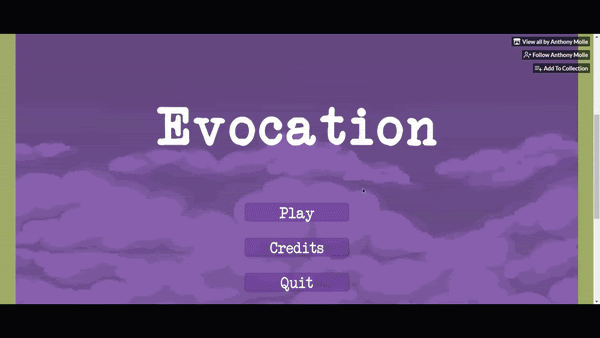 View all by Anthony Molle
Follow Anthony Molle
Add To Collection
Evocation
Play
Credits
Quit